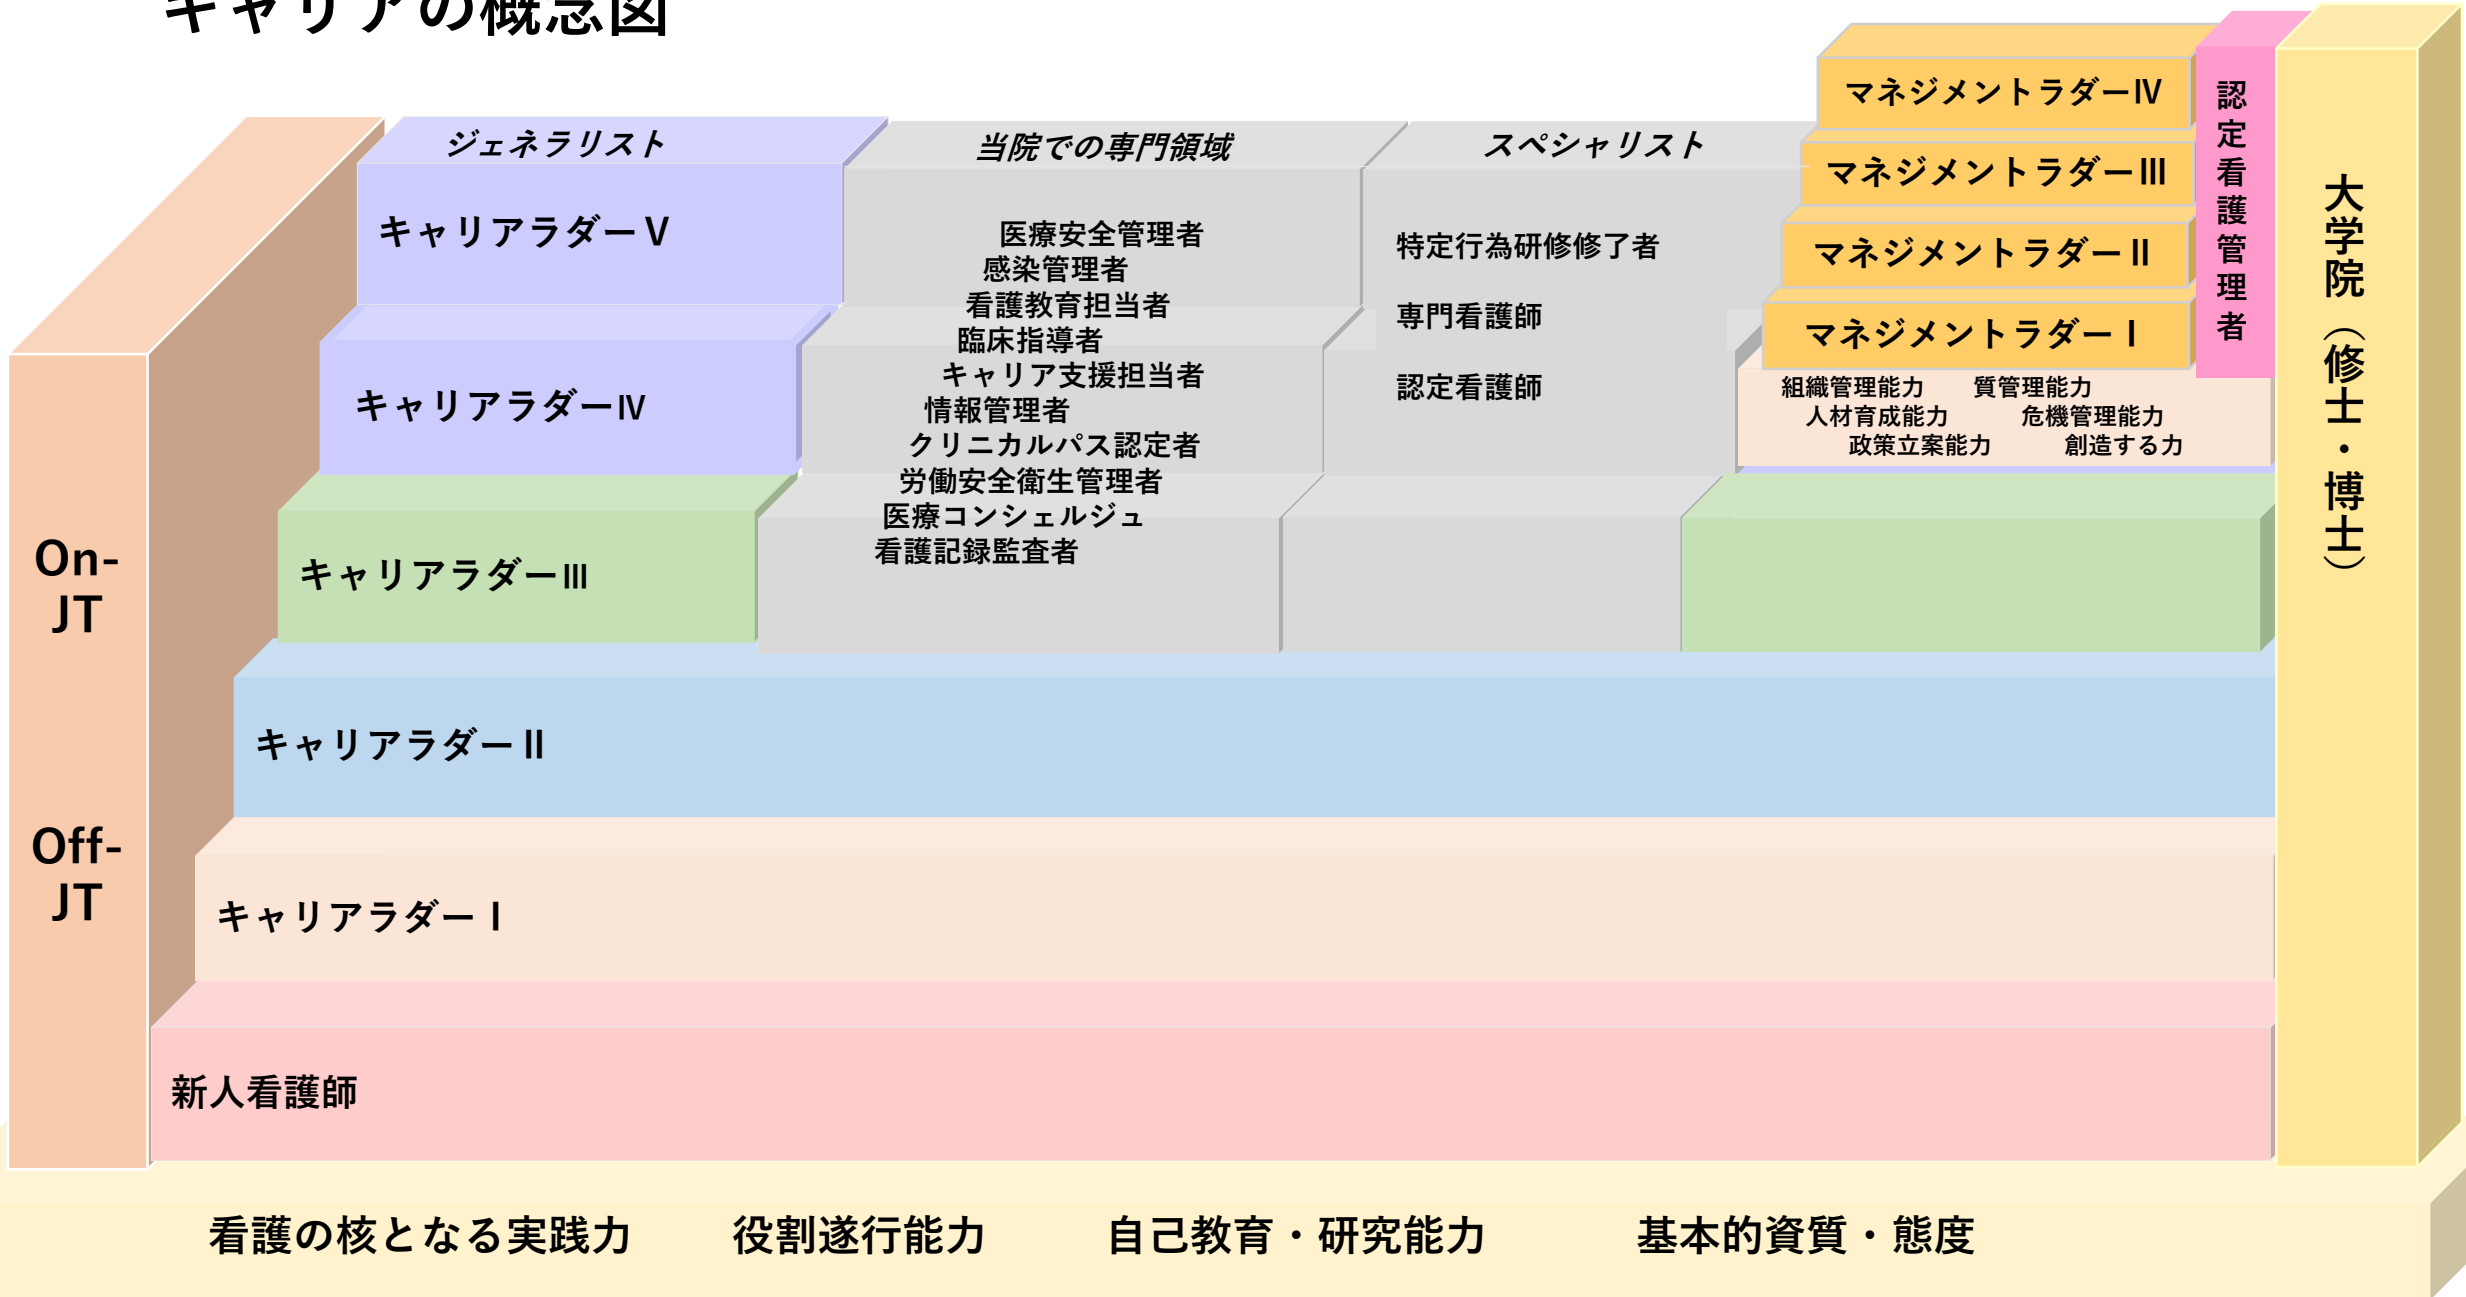 キャリアの概念図
ジェネラリスト
当院での専門領域
スペシャリスト
キャリアラダーⅤ
キャリアラダーⅣ
キャリアラダーⅢ
キャリアラダーⅡ
キャリアラダーⅠ
新人看護師
医療安全管理者
感染管理者
看護教育担当者
臨床指導者
キャリア支援担当者
情報管理者
クリニカルパス認定者
労働安全衛生管理者
医療コンシェルジュ
看護記録監査者
特定行為研修修了者
専門看護師
認定看護師
マネジメントラダーⅣ
マネジメントラダーⅢ
マネジメントラダーⅡ
マネジメントラダーⅠ
組織管理能力 質管理能力
人材育成能力 危機管理能力
政策立案能力 創造する力
認定看護管理者
大学院（修士・博士）
On-
JT
Off-
JT
看護の核となる実践力 役割遂行能力 自己教育・研究能力 基本的資質・態度